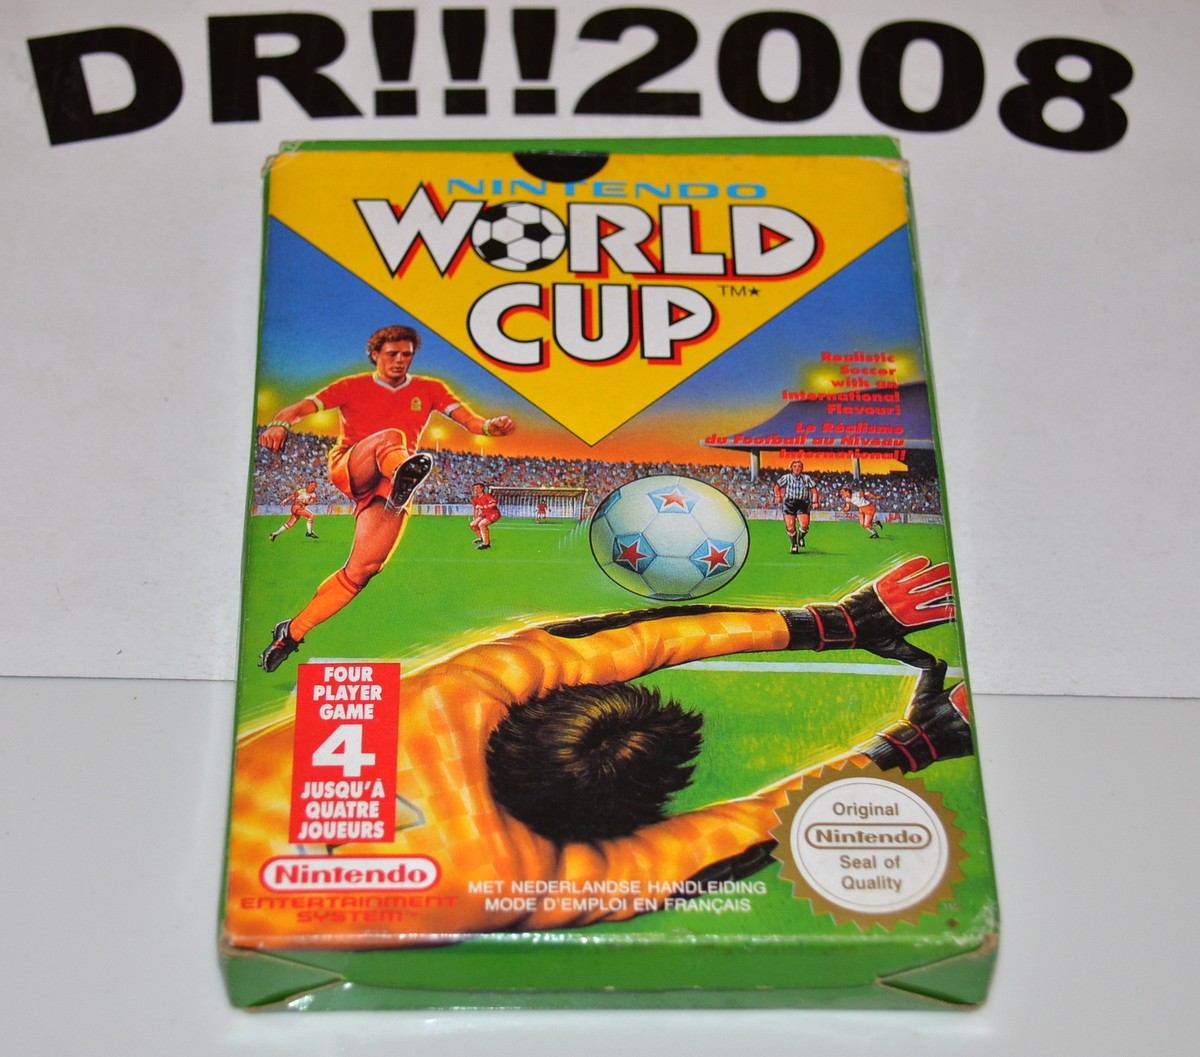 DR!!!2008
NINTENDO
WORLD
CUP TM★
Realistic
Soccer
with an
International
Flavour!
Le Réalisme
du Football au Niveau
International!
FOUR
PLAYER
GAME
4
JUSQU'À
QUATRE
JOUEURS
Nintendo
ENTERTAINMENT
SYSTEM™
MET NEDERLANDSE HANDLEIDING
MODE D'EMPLOI EN FRANÇAIS
Original
Nintendo
Seal of
Quality
TM